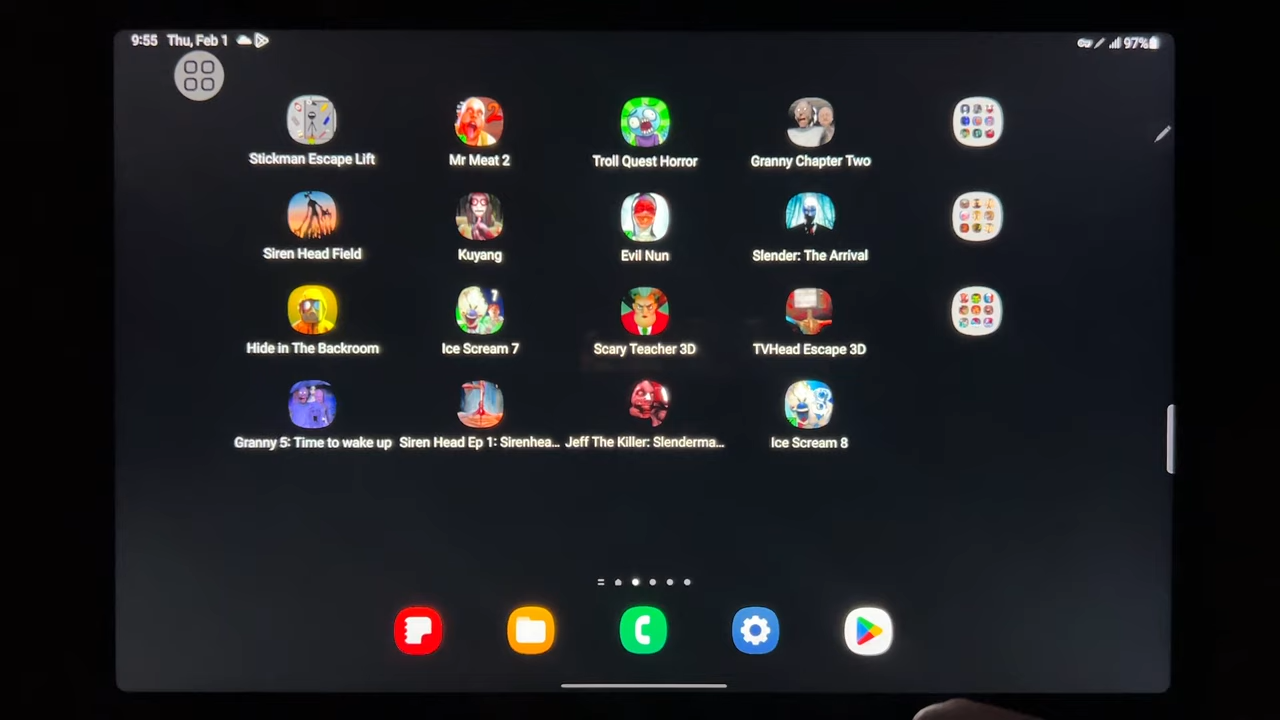 9:55 Thu, Feb 1 97%
Stickman Escape Lift
Mr Meat 2
Troll Quest Horror
Granny Chapter Two
Siren Head Field
Kuyang
Evil Nun
Slender: The Arrival
Hide in The Backroom
Ice Scream 7
Scary Teacher 3D
TVHead Escape 3D
Granny 5: Time to wake up
Siren Head Ep 1: Sirenhea...
Jeff The Killer: Slenderma...
Ice Scream 8